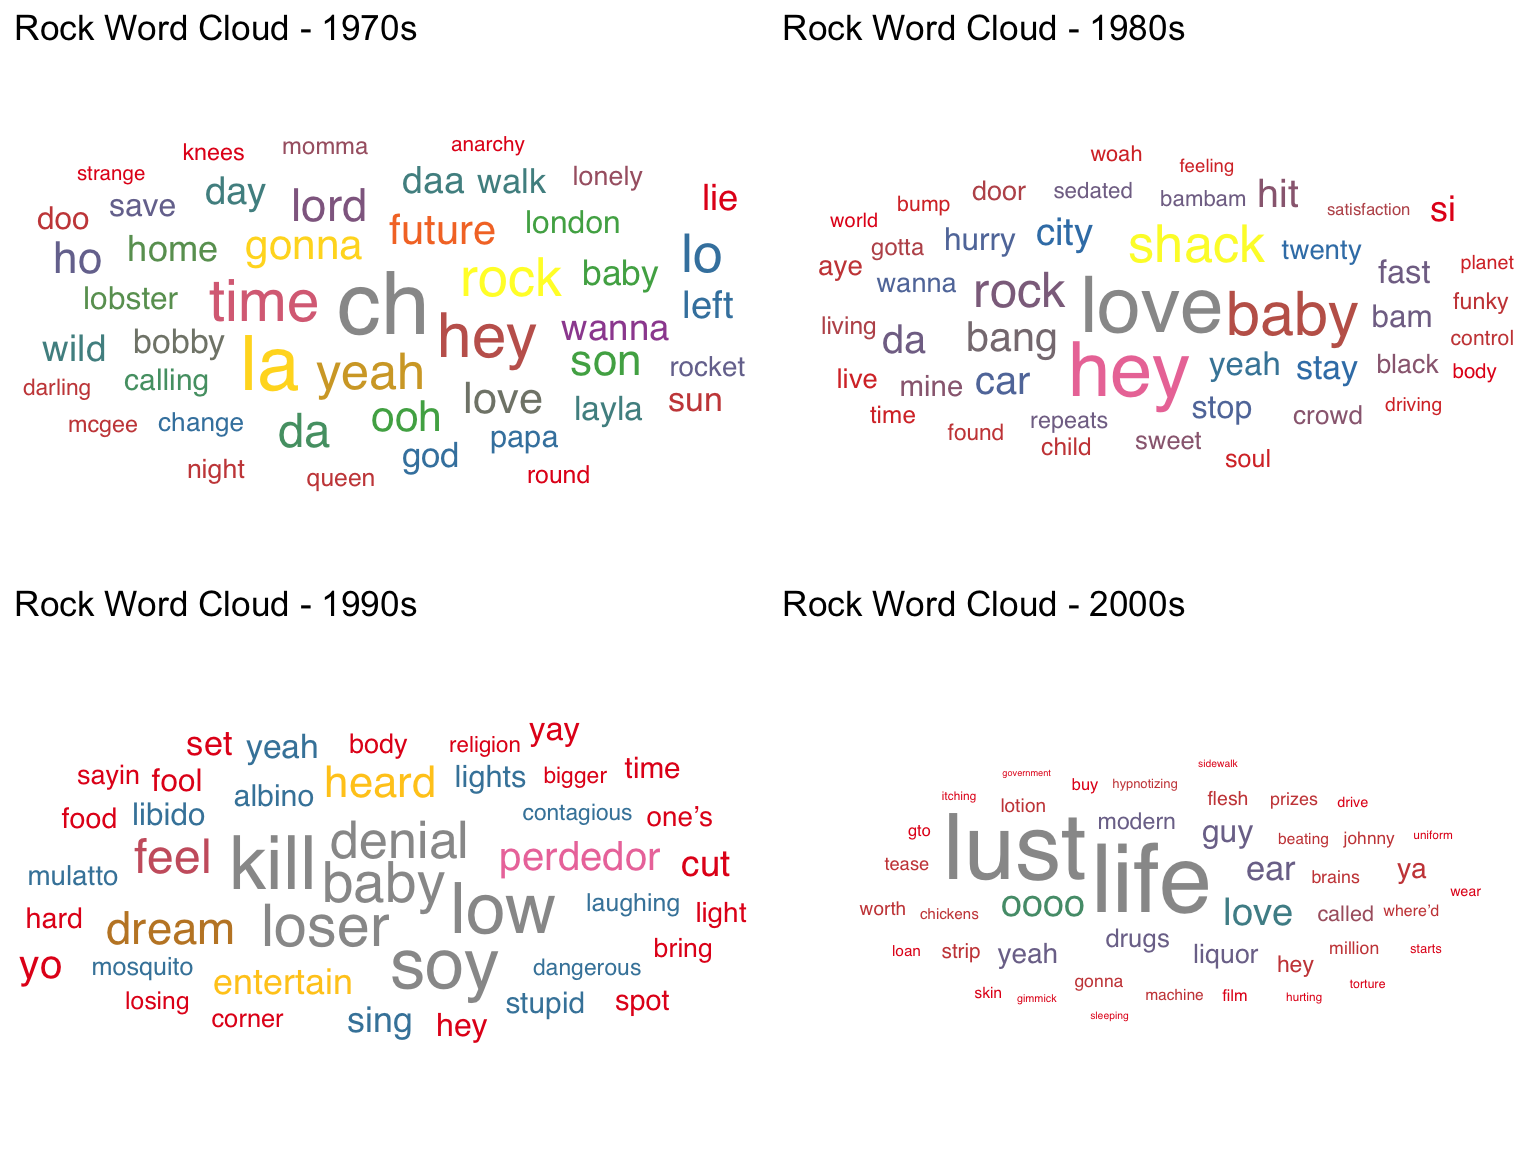 Rock Word Cloud - 1970s
knees momma anarchy
strange day lord daa walk lonely lie
doo save future london
ho home gonna rock baby lo
lobster time ch hey wanna left
wild bobby la yeah son rocket
darling calling love layla sun
mcgee change da ooh god papa
night queen round
Rock Word Cloud - 1980s
woah feeling
bump door sedated bambam hit satisfaction si
world gotta hurry city shack twenty
aye wanna rock love baby fast planet
living da bang hey bam funky
live mine car yeah stay black control
time repeats stop crowd driving body
found child sweet soul
Rock Word Cloud - 1990s
set yeah body religion yay
sayin fool albino heard lights bigger time
food libido denial contagious one's
feel kill baby perdedor cut
mulatto loser low laughing light
hard dream soy bring
yo mosquito entertain dangerous
losing corner sing hey stupid spot
Rock Word Cloud - 2000s
government buy hypnotizing sidewalk
itching lotion flesh prizes drive
gto lust modern guy beating johnny uniform
tease life ear brains ya wear
worth chickens oooo love called where'd
loan strip yeah drugs liquor hey million starts
skin gimmick gonna machine film hurting torture
sleeping